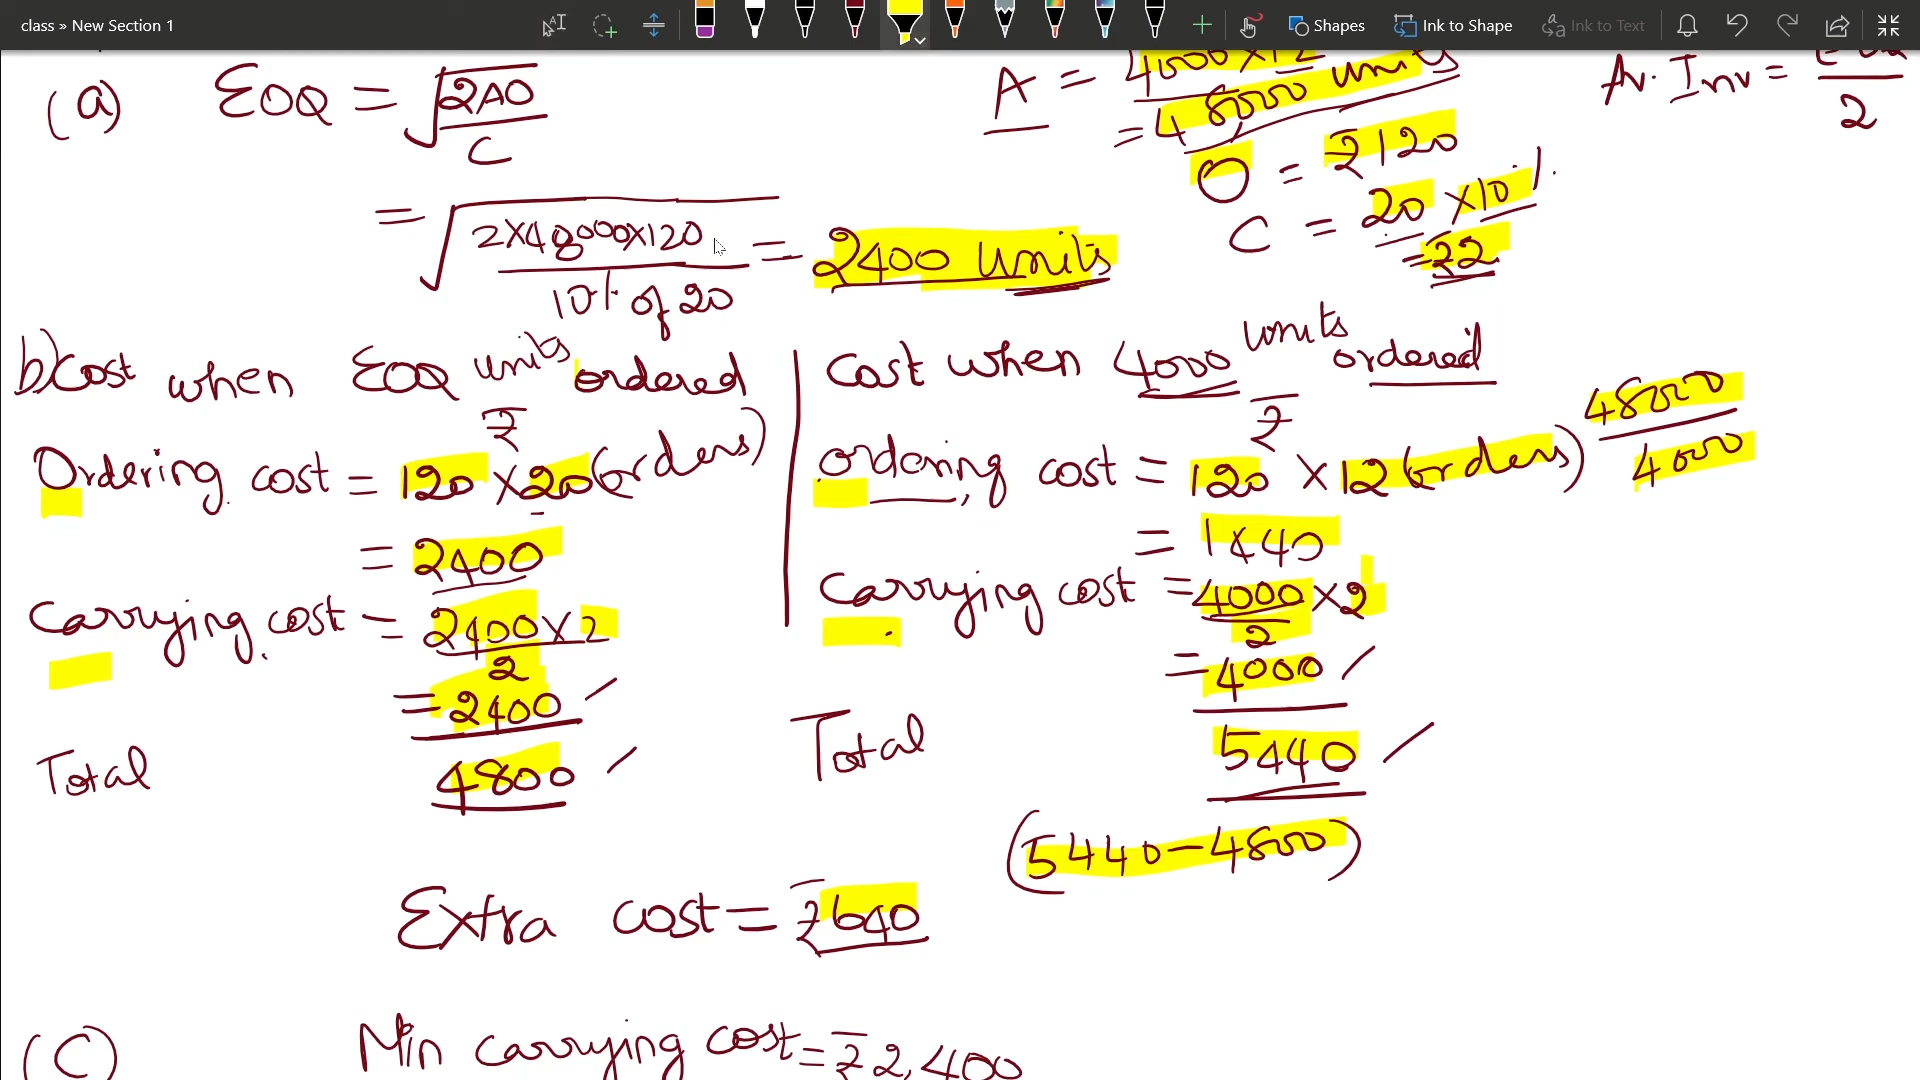 class » New Section 1
Shapes
Ink to Shape
Ink to Text
(a) EOQ = √2AO
C
A = 4000 x 12
= 48000 units
Av. Inv =
2
O = ₹120
C = 20 x 10%
= ₹2
= √2x48000x120 = 2400 units
10% of 20
b) Cost when EOQ units ordered
₹
Ordering cost = 120 x 20 (orders)
= 2400
Carrying cost = 2400 x 2
2
= 2400
Total 4800
Cost when 4000 units ordered
₹
ordering cost = 120 x 12 (orders) 48000
4000
= 1440
Carrying cost = 4000 x 2
2
= 4000
Total 5440
(5440 - 4800)
Extra cost = ₹640
(C) Min carrying cost = ₹2,400